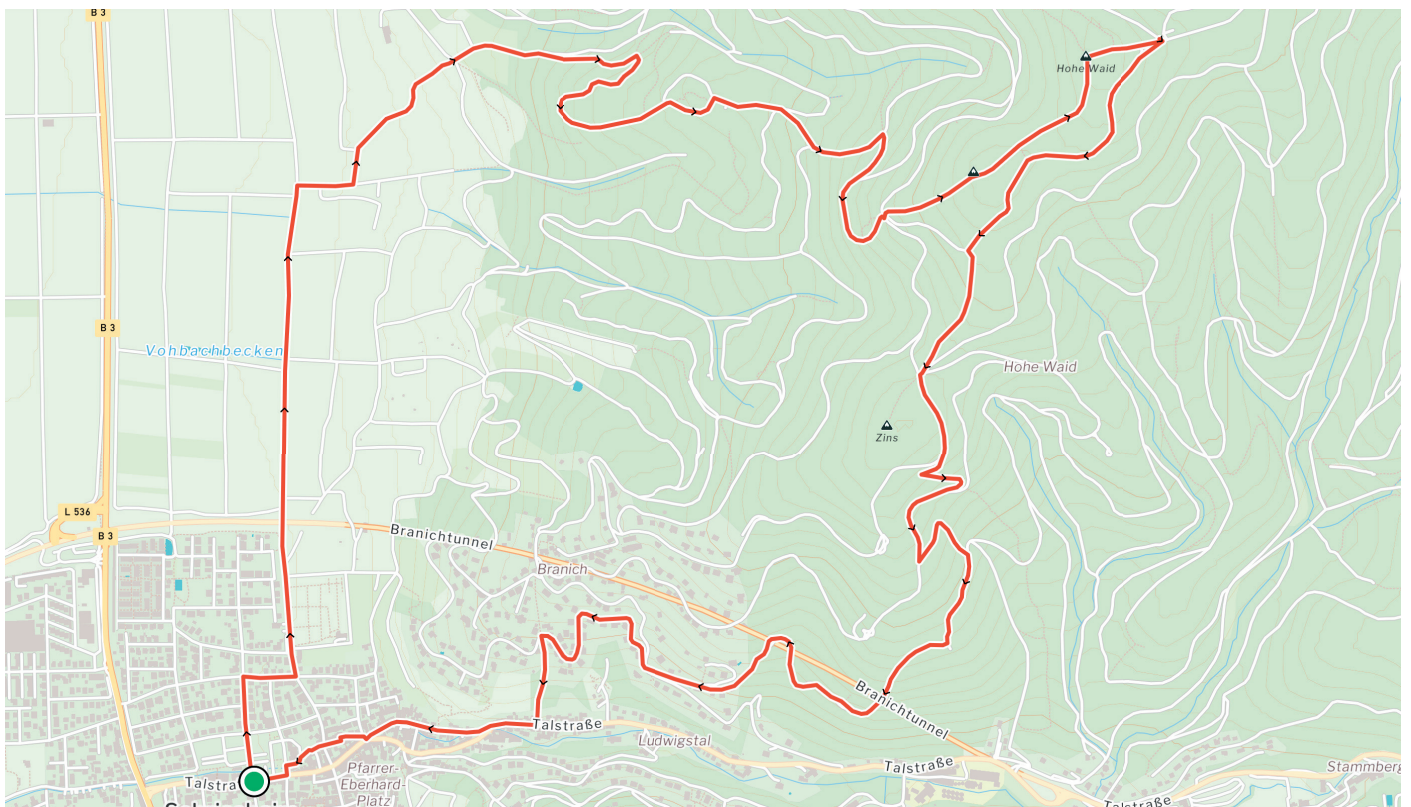 B 3
Hohe Waid
B 3
Vohbachbecken
Hohe Waid
Zins
L 536
B 3
Branichtunnel
Branich
Branichtunnel
Talstraße
Ludwigstal
Pfarrer-
Eberhard-
Platz
Talstraße
Stammberg
Talstra
Talstraße